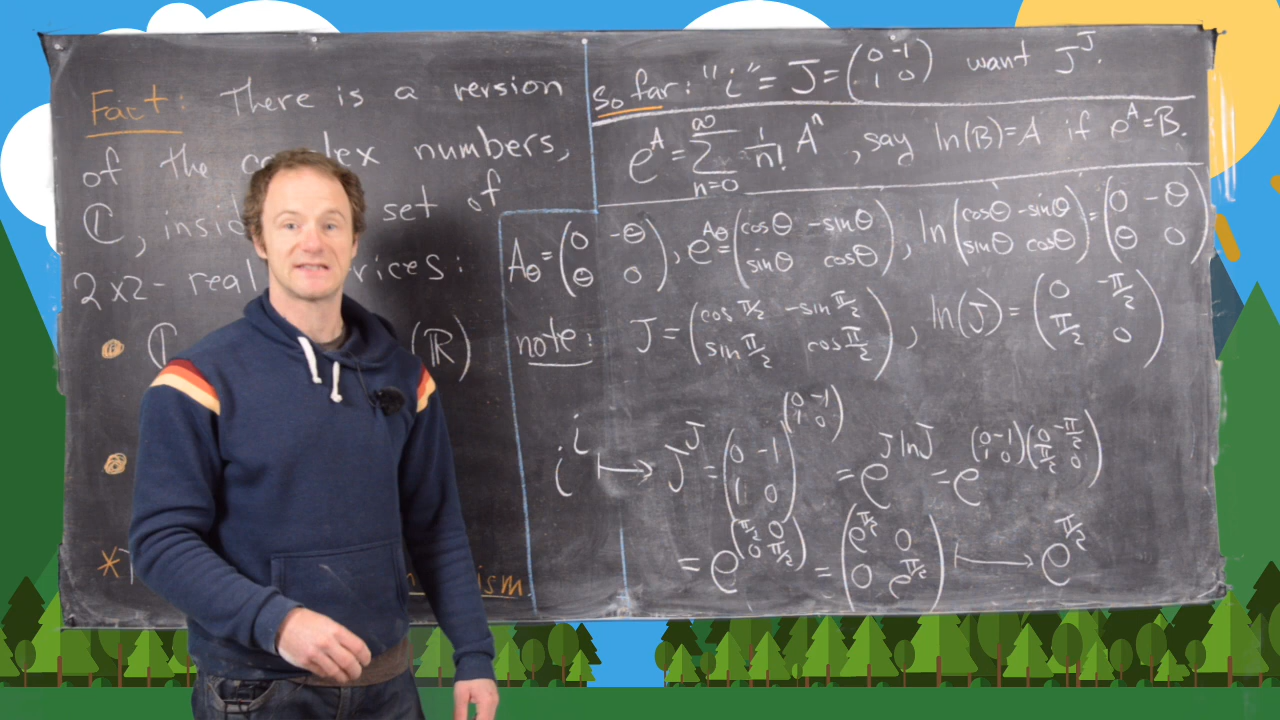 Fact: There is a version
of the complex numbers,
ℂ, inside set of
2x2- real matrices:
ℂ (ℝ)
*
ism.
So far: "i" = J = (0 -1; 1 0) want J^J.
e^A = ∑_{n=0}^{∞} 1/n! A^n, say ln(B)=A if e^A=B.
A_θ = (0 -θ; θ 0), e^{A_θ} = (cosθ -sinθ; sinθ cosθ), ln(cosθ -sinθ; sinθ cosθ) = (0 -θ; θ 0)
note: J = (cos π/2 -sin π/2; sin π/2 cos π/2), ln(J) = (0 -π/2; π/2 0)
i^i ↦ J^J = (0 -1; 1 0)^(0 -1; 1 0) = e^{J ln J} = e^{(0 -1; 1 0)(0 -π/2; π/2 0)}
= e^{(π/2 0; 0 π/2)} = (e^{π/2} 0; 0 e^{π/2}) ↦ e^{π/2}